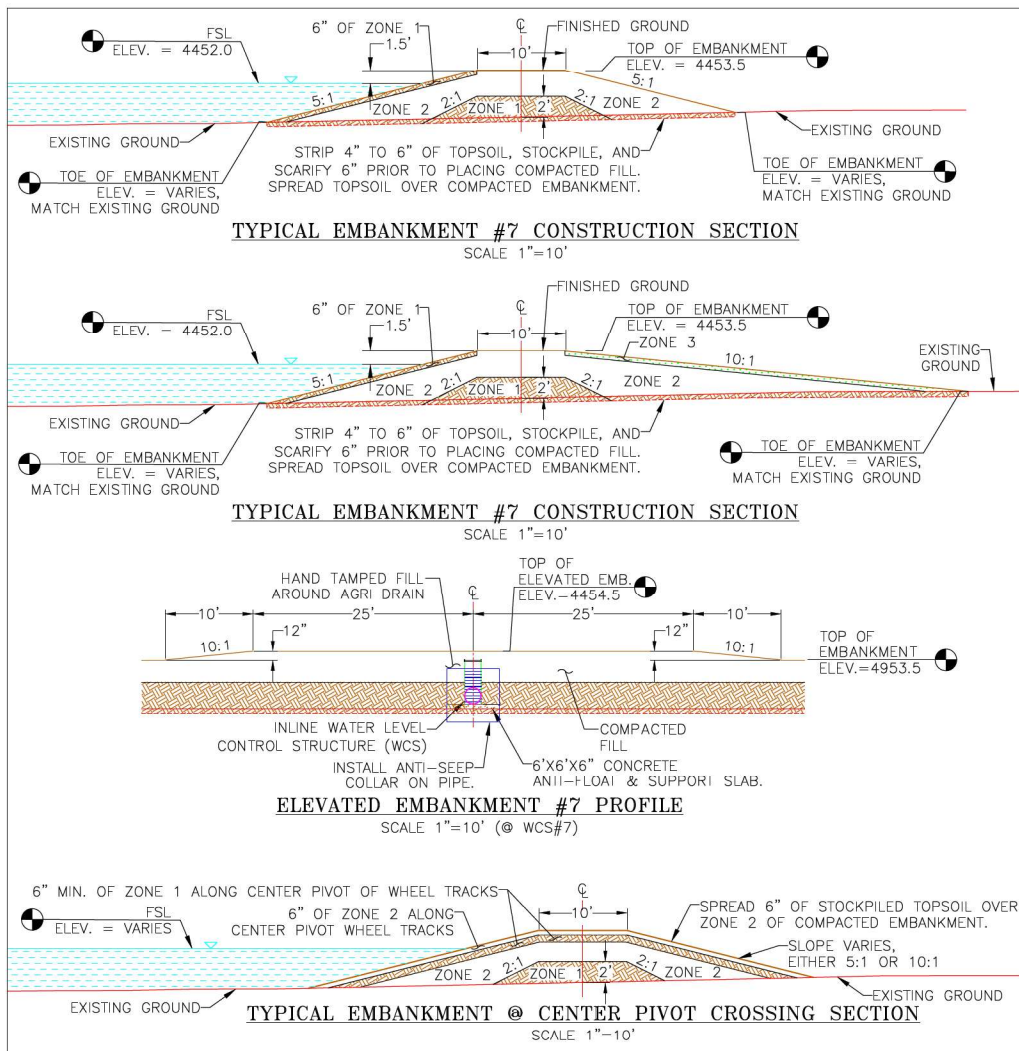 ℄
FSL
ELEV. = 4452.0
6" OF ZONE 1
1.5'
10'
FINISHED GROUND
TOP OF EMBANKMENT
ELEV. = 4453.5
5:1
5:1
ZONE 2
2:1
ZONE 1
2'
2:1
ZONE 2
EXISTING GROUND
EXISTING GROUND
STRIP 4" TO 6" OF TOPSOIL, STOCKPILE, AND
SCARIFY 6" PRIOR TO PLACING COMPACTED FILL.
SPREAD TOPSOIL OVER COMPACTED EMBANKMENT.
TOE OF EMBANKMENT
ELEV. = VARIES,
MATCH EXISTING GROUND
TOE OF EMBANKMENT
ELEV. = VARIES,
MATCH EXISTING GROUND
TYPICAL EMBANKMENT #7 CONSTRUCTION SECTION
SCALE 1"=10'
℄
FSL
ELEV. – 4452.0
6" OF ZONE 1
1.5'
10'
FINISHED GROUND
TOP OF EMBANKMENT
ELEV. = 4453.5
ZONE 3
10:1
EXISTING
GROUND
5:1
ZONE 2
2:1
ZONE 1
2'
2:1
ZONE 2
EXISTING GROUND
STRIP 4" TO 6" OF TOPSOIL, STOCKPILE, AND
SCARIFY 6" PRIOR TO PLACING COMPACTED FILL.
SPREAD TOPSOIL OVER COMPACTED EMBANKMENT.
TOE OF EMBANKMENT
ELEV. = VARIES,
MATCH EXISTING GROUND
TOE OF EMBANKMENT
ELEV. = VARIES,
MATCH EXISTING GROUND
TYPICAL EMBANKMENT #7 CONSTRUCTION SECTION
SCALE 1"=10'
HAND TAMPED FILL
AROUND AGRI DRAIN
℄
TOP OF
ELEVATED EMB.
ELEV.–4454.5
10'
25'
25'
10'
10:1
12"
12"
10:1
TOP OF
EMBANKMENT
ELEV.=4953.5
INLINE WATER LEVEL
CONTROL STRUCTURE (WCS)
INSTALL ANTI-SEEP
COLLAR ON PIPE.
COMPACTED
FILL
6'X6'X6" CONCRETE
ANTI-FLOAT & SUPPORT SLAB.
ELEVATED EMBANKMENT #7 PROFILE
SCALE 1"=10' (@ WCS#7)
℄
6" MIN. OF ZONE 1 ALONG CENTER PIVOT OF WHEEL TRACKS
FSL
ELEV. = VARIES
6" OF ZONE 2 ALONG
CENTER PIVOT WHEEL TRACKS
10'
SPREAD 6" OF STOCKPILED TOPSOIL OVER
ZONE 2 OF COMPACTED EMBANKMENT.
SLOPE VARIES,
EITHER 5:1 OR 10:1
ZONE 2
2:1
ZONE 1
2'
2:1
ZONE 2
EXISTING GROUND
EXISTING GROUND
TYPICAL EMBANKMENT @ CENTER PIVOT CROSSING SECTION
SCALE 1"–10'